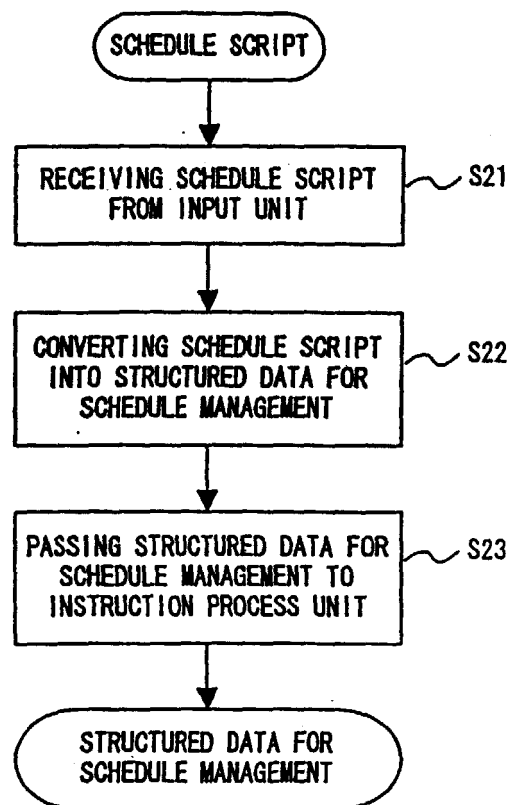 SCHEDULE SCRIPT
RECEIVING SCHEDULE SCRIPT
FROM INPUT UNIT
S21
CONVERTING SCHEDULE SCRIPT
INTO STRUCTURED DATA FOR
SCHEDULE MANAGEMENT
S22
PASSING STRUCTURED DATA FOR
SCHEDULE MANAGEMENT TO
INSTRUCTION PROCESS UNIT
S23
STRUCTURED DATA FOR
SCHEDULE MANAGEMENT